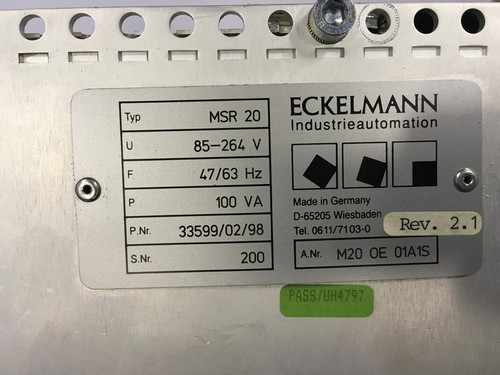 Typ MSR 20
U 85-264 V
F 47/63 Hz
P 100 VA
P.Nr. 33599/02/98
S.Nr. 200
ECKELMANN
Industrieautomation
Made in Germany
D-65205 Wiesbaden
Tel. 0611/7103-0
Rev. 2.1
A.Nr. M20 OE 01A1S
PASS/UH4797